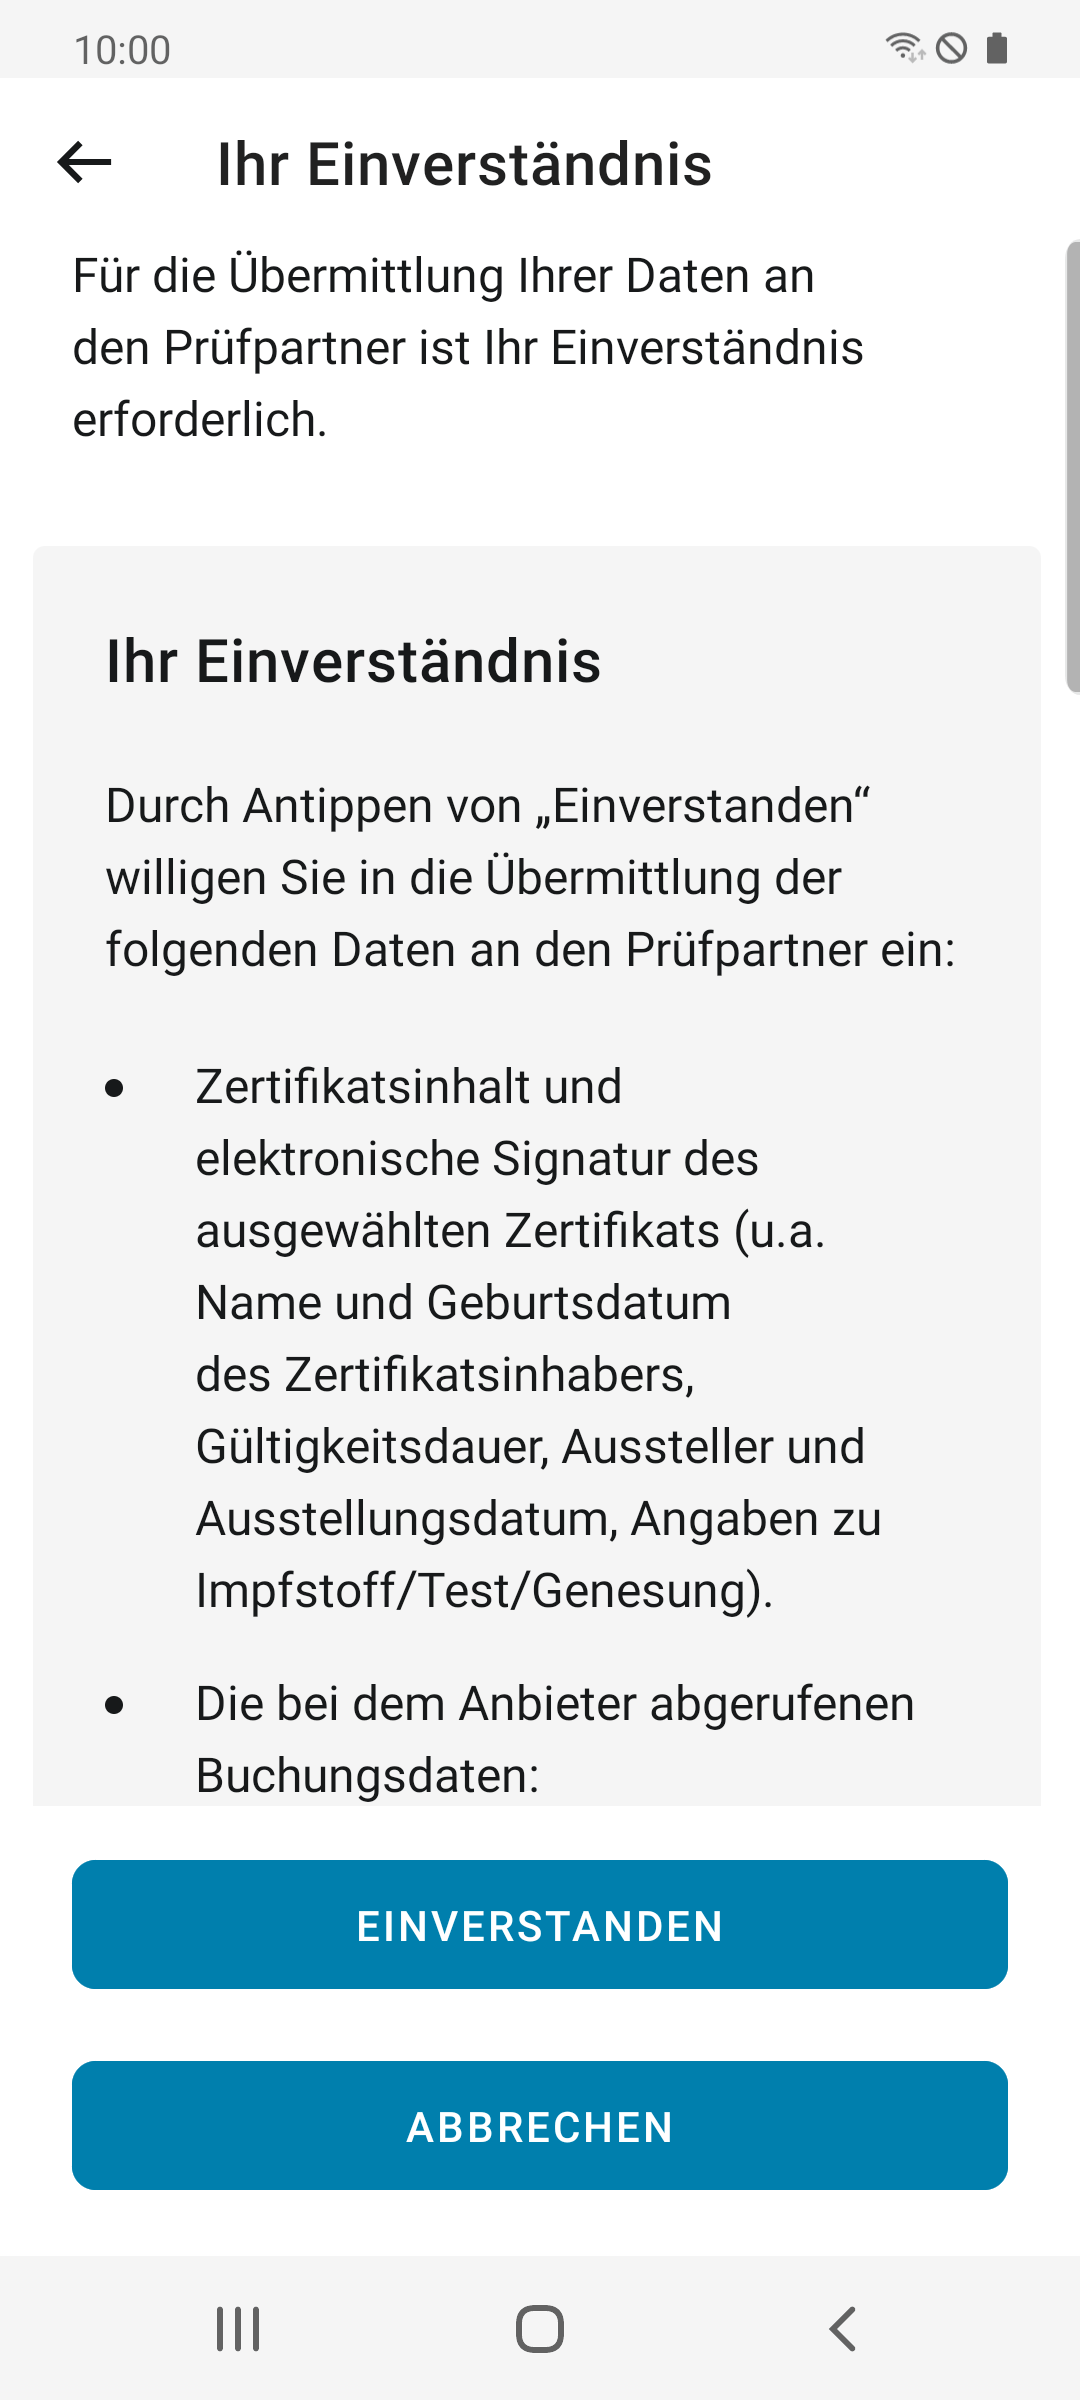 10:00
Ihr Einverständnis
Für die Übermittlung Ihrer Daten an
den Prüfpartner ist Ihr Einverständnis
erforderlich.
Ihr Einverständnis
Durch Antippen von „Einverstanden“
willigen Sie in die Übermittlung der
folgenden Daten an den Prüfpartner ein:
• Zertifikatsinhalt und
elektronische Signatur des
ausgewählten Zertifikats (u.a.
Name und Geburtsdatum
des Zertifikatsinhabers,
Gültigkeitsdauer, Aussteller und
Ausstellungsdatum, Angaben zu
Impfstoff/Test/Genesung).
• Die bei dem Anbieter abgerufenen
Buchungsdaten:
EINVERSTANDEN
ABBRECHEN